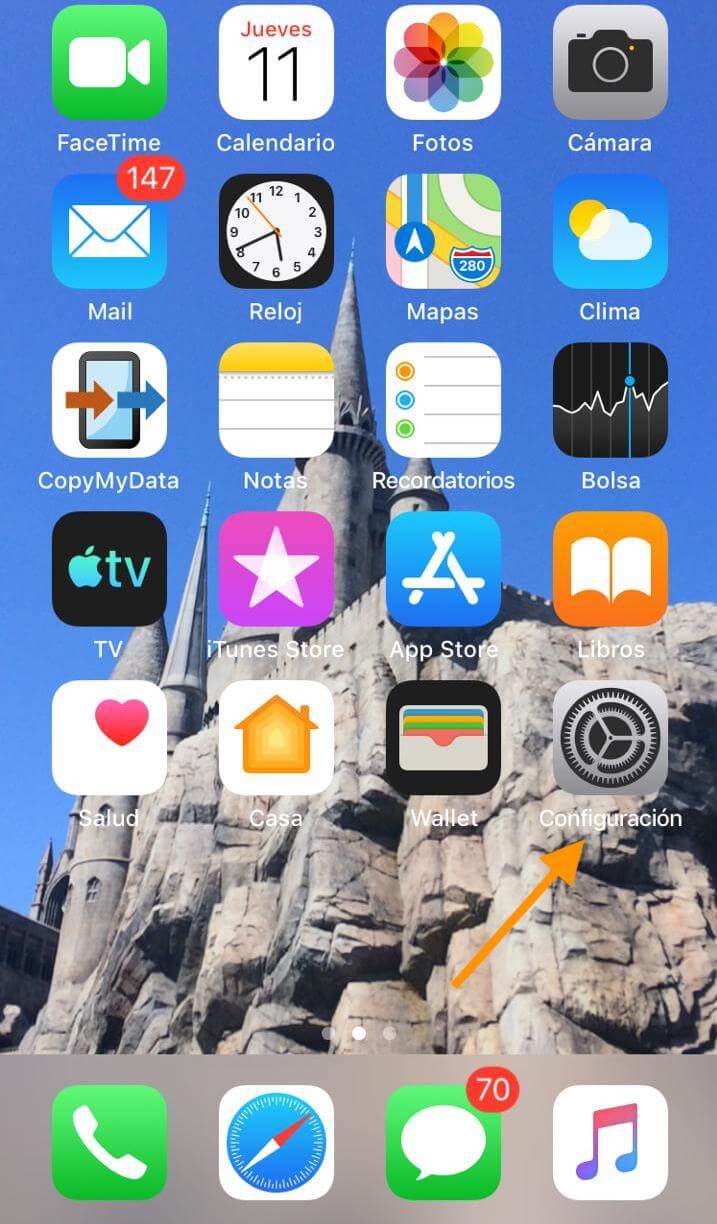 Jueves
11
FaceTime
Calendario
Fotos
Cámara
147
12
11
1
10
2
9
3
8
4
7
5
6
280
Mail
Reloj
Mapas
Clima
CopyMyData
Notas
Recordatorios
Bolsa
tv
TV
iTunes Store
App Store
Libros
Salud
Casa
Wallet
Configuración
70